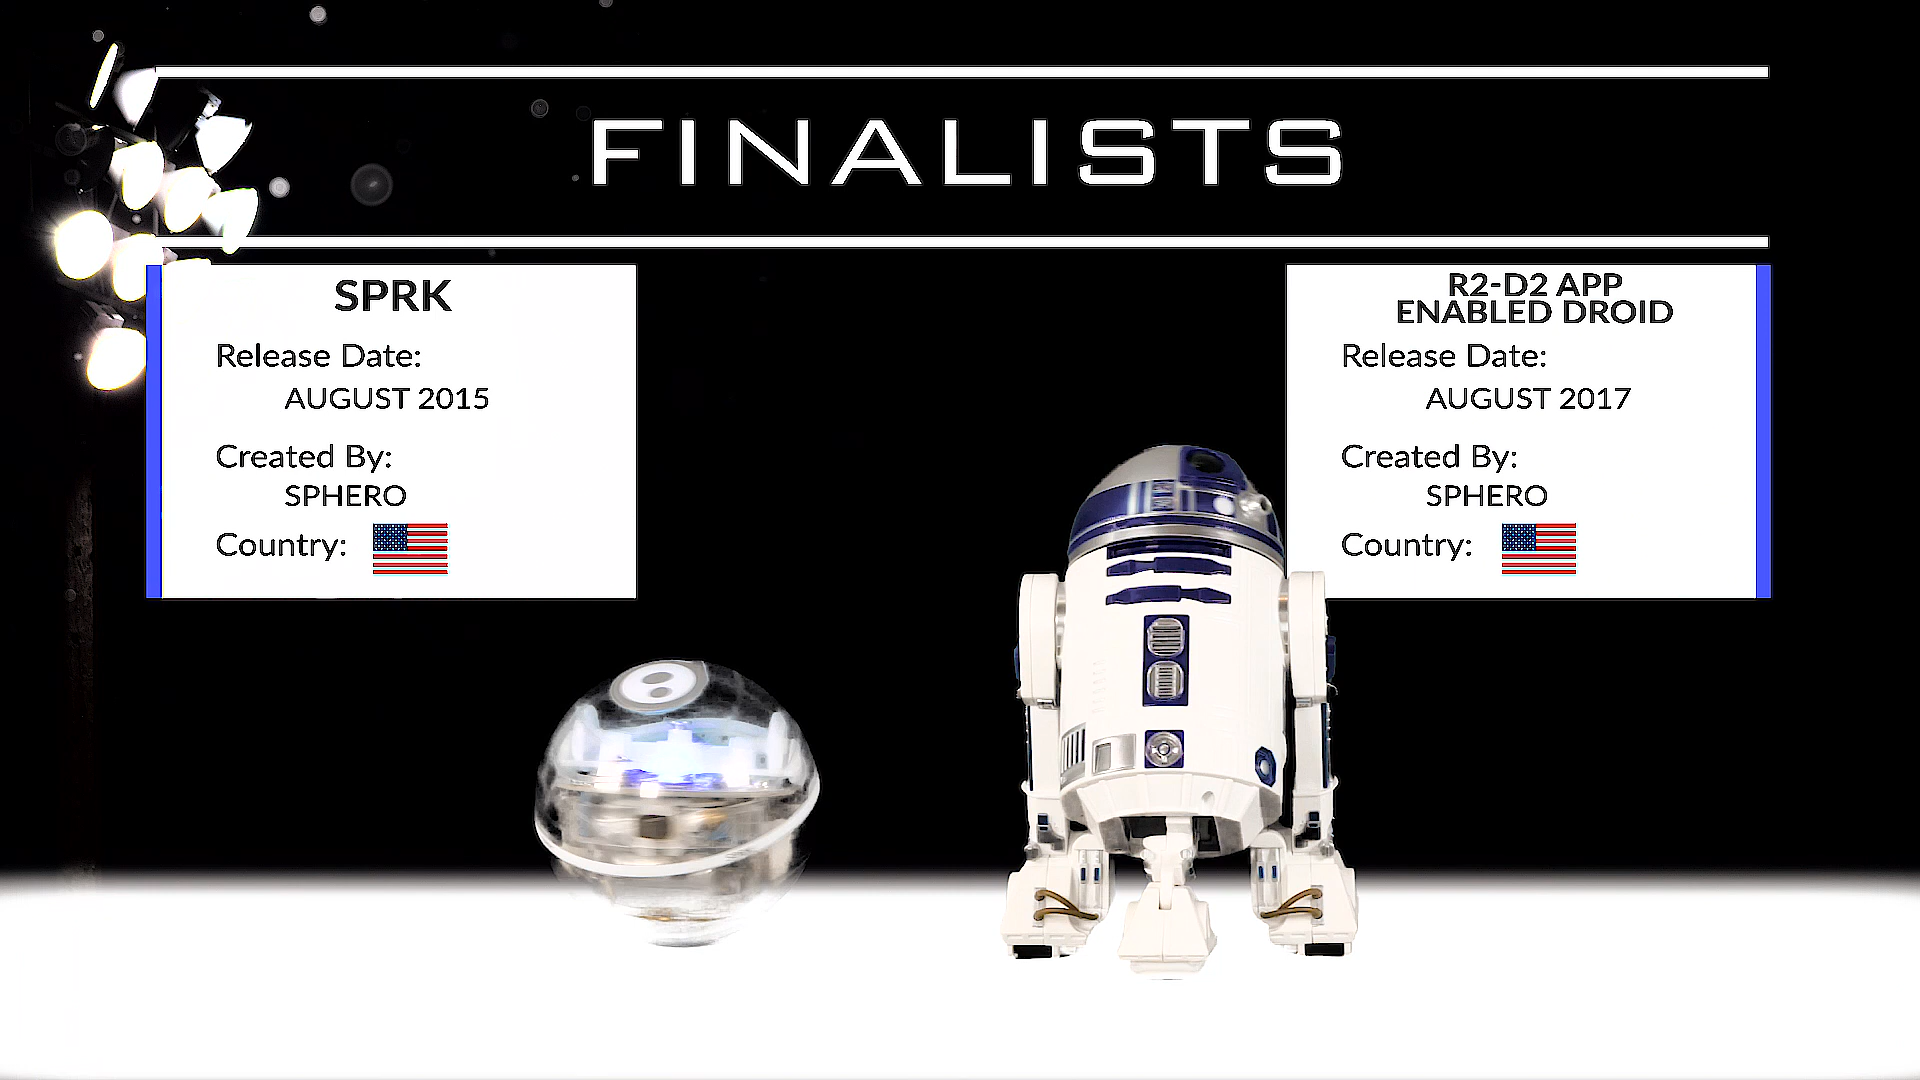 FINALISTS
SPRK
Release Date:
AUGUST 2015
Created By:
SPHERO
Country:
R2-D2 APP
ENABLED DROID
Release Date:
AUGUST 2017
Created By:
SPHERO
Country: